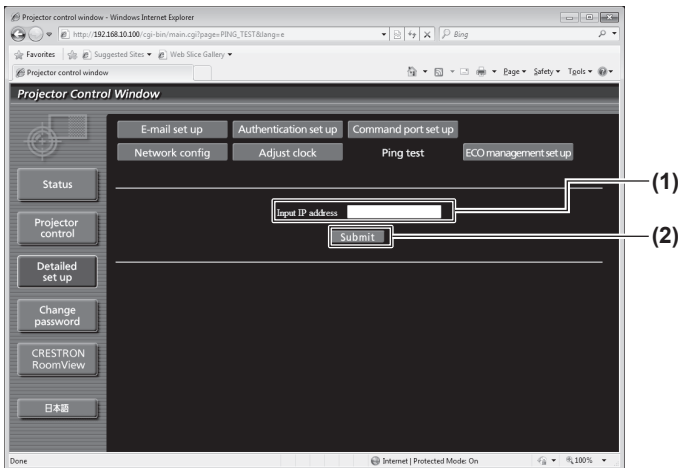 Projector control window - Windows Internet Explorer
http://192.168.10.100/cgi-bin/main.cgi?page=PING_TEST&lang=e
Bing
Favorites Suggested Sites Web Slice Gallery
Projector control window
Page Safety Tools
Projector Control Window
E-mail set up Authentication set up Command port set up
Network config Adjust clock Ping test ECO management set up
Status
(1)
Input IP address
Projector
control
Submit
(2)
Detailed
set up
Change
password
CRESTRON
RoomView
日本語
Done Internet | Protected Mode: On 100%